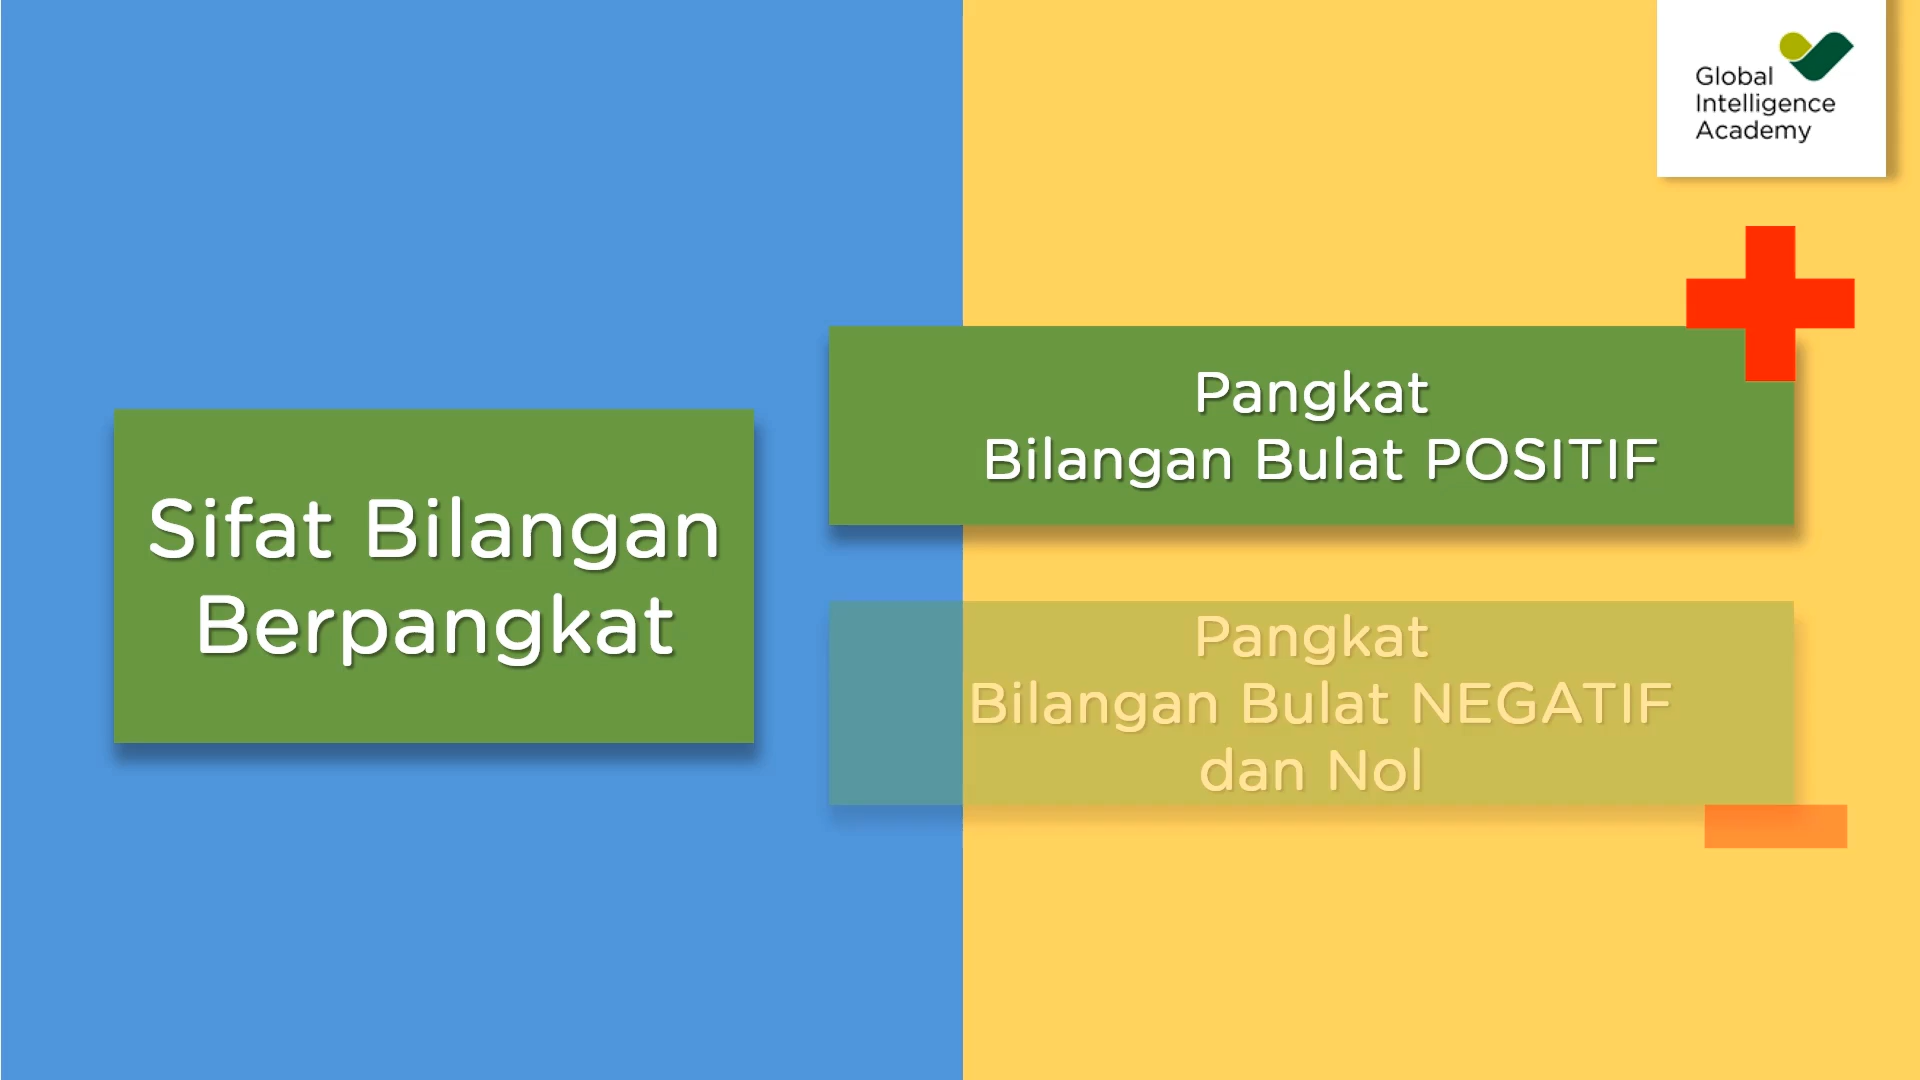 Global
Intelligence
Academy
Sifat Bilangan
Berpangkat
Pangkat
Bilangan Bulat POSITIF
Pangkat
Bilangan Bulat NEGATIF
dan Nol